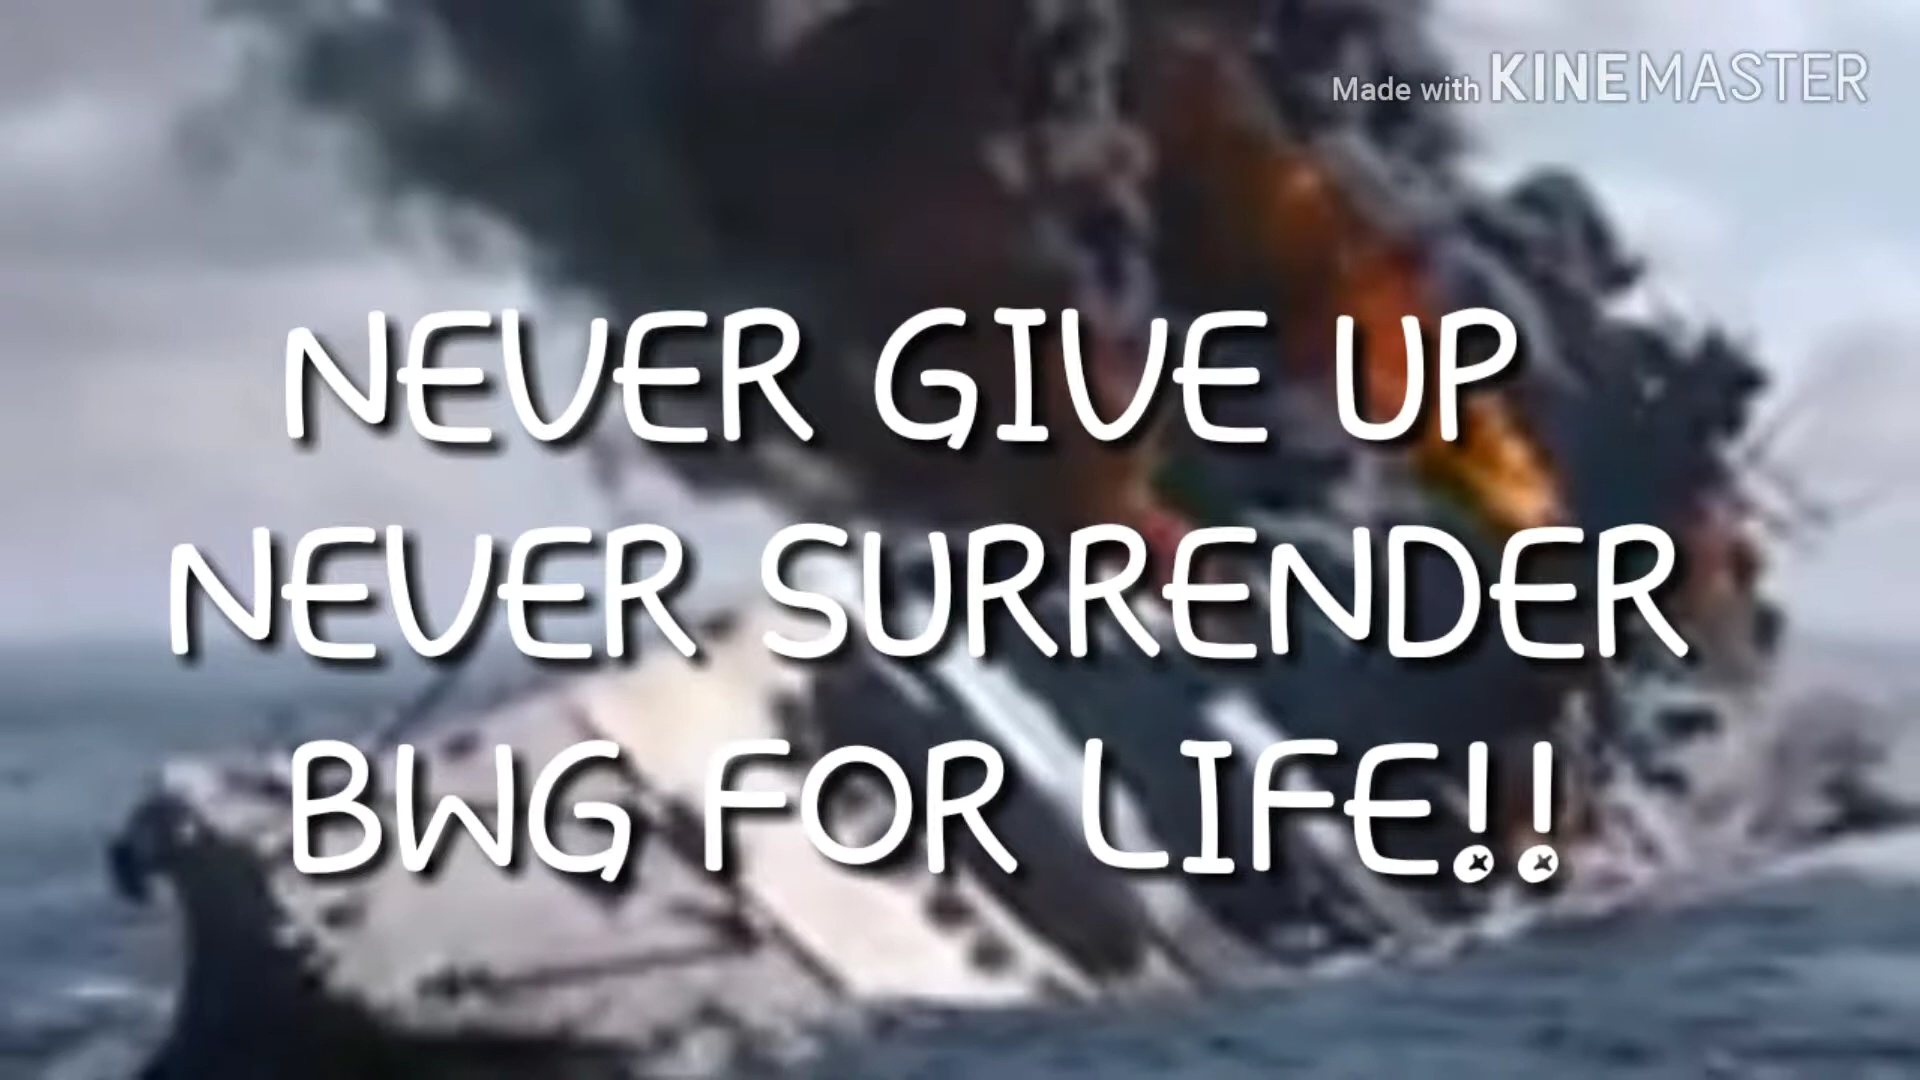 Made with KINEMASTER
NEVER GIVE UP
NEVER SURRENDER
BWG FOR LIFE!!